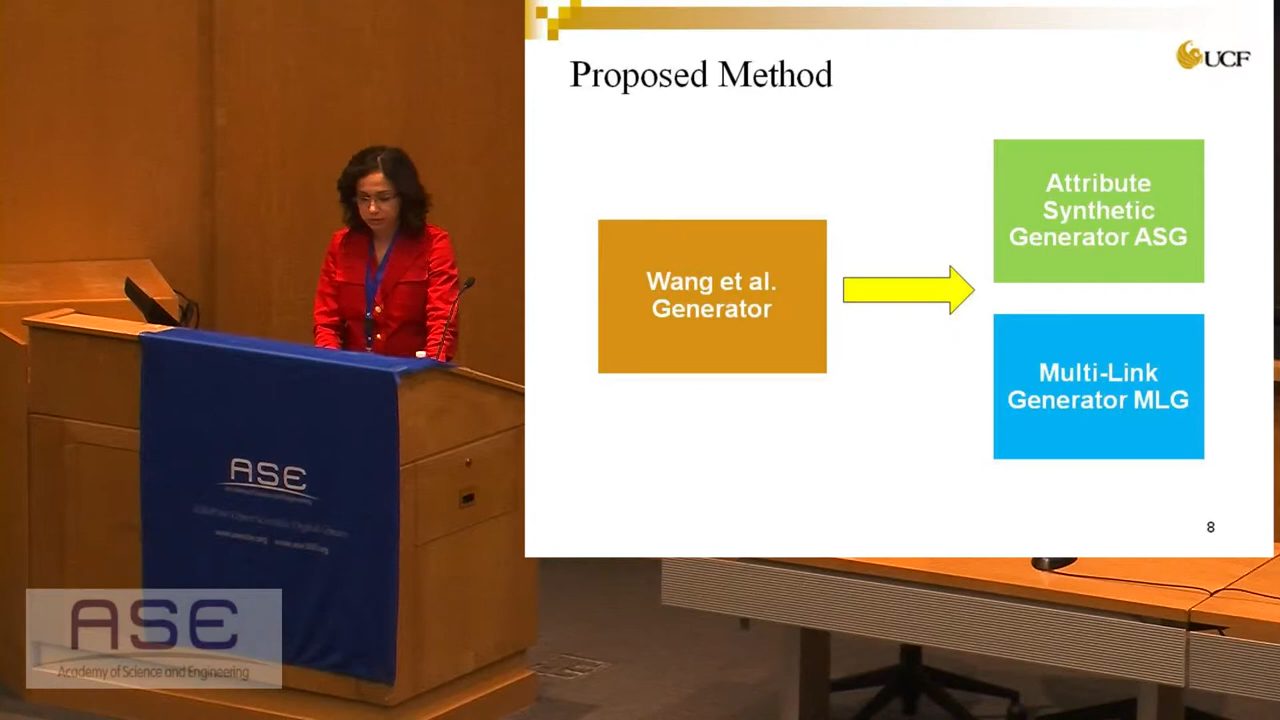 Proposed Method
UCF
Wang et al.
Generator
Attribute
Synthetic
Generator ASG
Multi-Link
Generator MLG
8
ASE
ASE
Academy of Science and Engineering